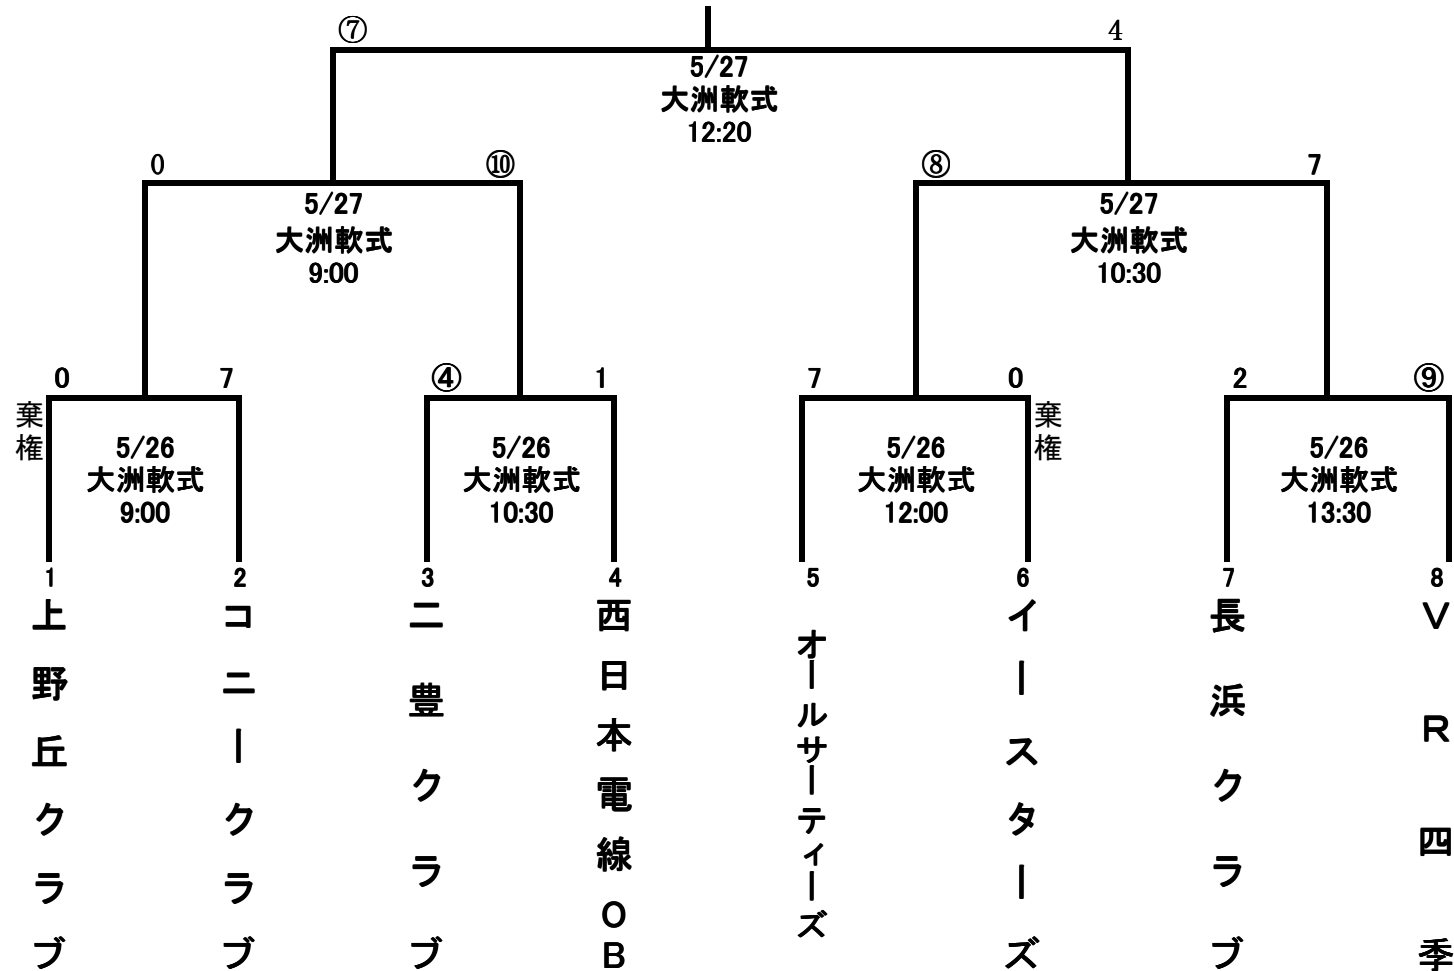 ⑦ 4
5/27
大洲軟式
12:20
0 ⑩ ⑧ 7
5/27 5/27
大洲軟式 大洲軟式
9:00 10:30
0 7 ④ 1 7 0 2 ⑨
棄権 棄権
5/26 5/26 5/26 5/26
大洲軟式 大洲軟式 大洲軟式 大洲軟式
9:00 10:30 12:00 13:30
1 2 3 4 5 6 7 8
上野丘クラブ
コニークラブ
二豊クラブ
西日本電線OB
オールサーティーズ
イースターズ
長浜クラブ
VR四季